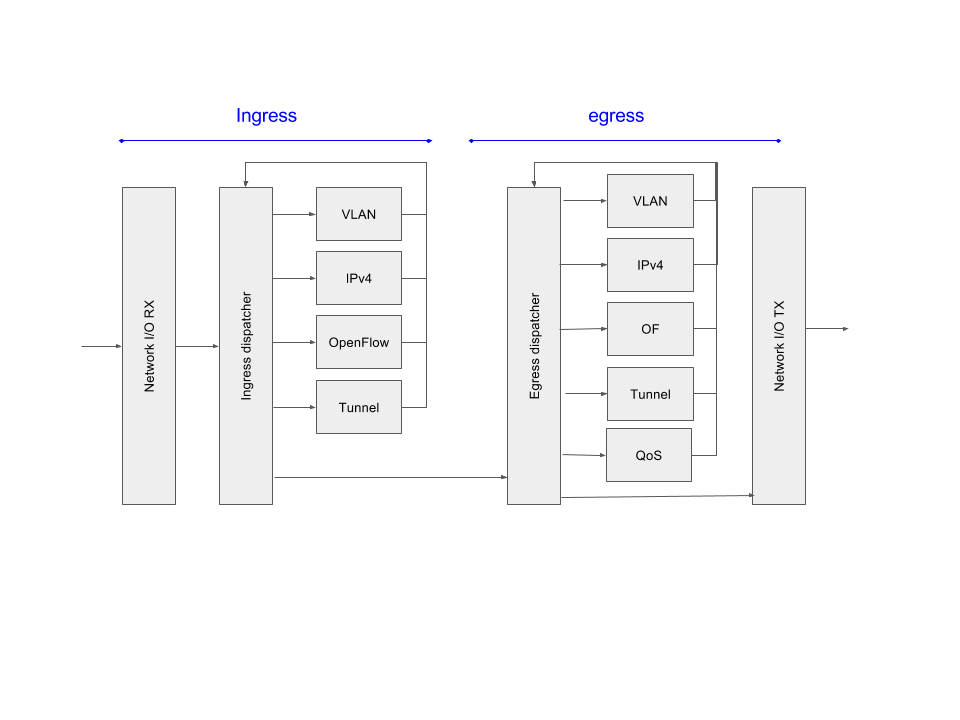 Ingress
egress
Network I/O RX
Ingress dispatcher
VLAN
IPv4
OpenFlow
Tunnel
Egress dispatcher
VLAN
IPv4
OF
Tunnel
QoS
Network I/O TX